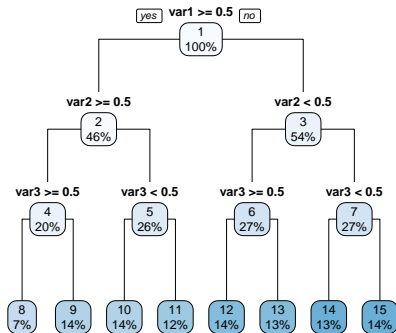 yes var1 >= 0.5 no
1
100%
var2 >= 0.5 var2 < 0.5
2 3
46% 54%
var3 >= 0.5 var3 < 0.5 var3 >= 0.5 var3 < 0.5
4 5 6 7
20% 26% 27% 27%
8 9 10 11 12 13 14 15
7% 14% 14% 12% 14% 13% 13% 14%